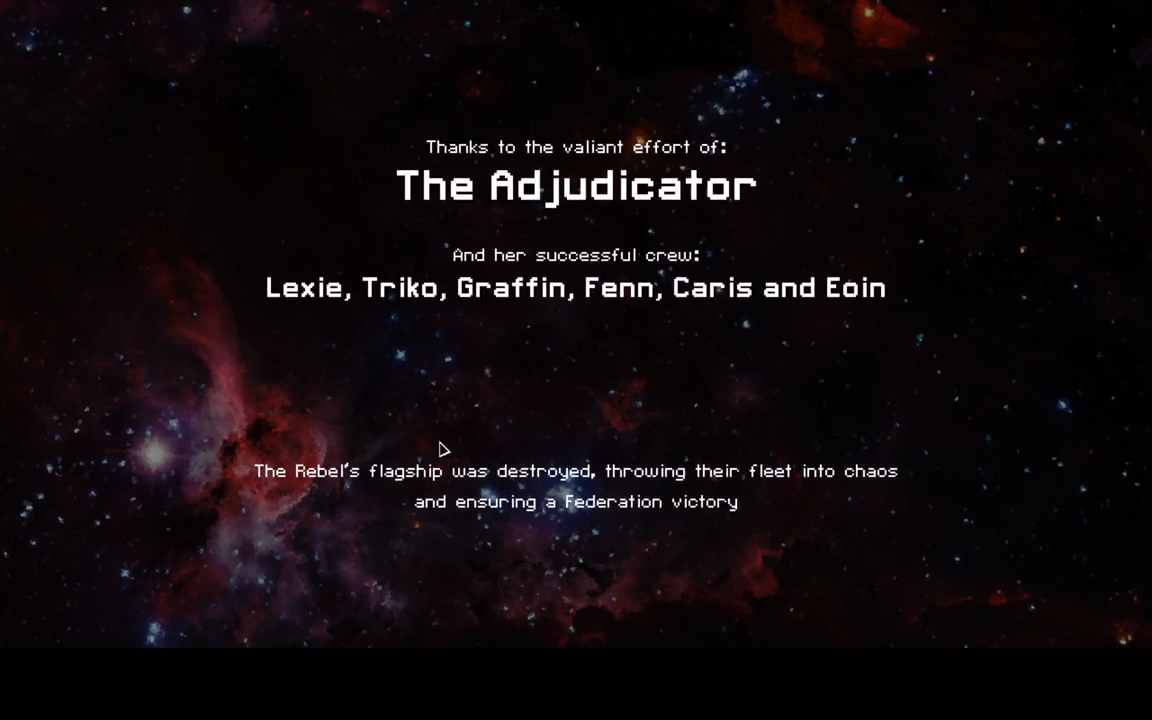 Thanks to the valiant effort of:
The Adjudicator
And her successful crew:
Lexie, Triko, Graffin, Fenn, Caris and Eoin
The Rebel's flagship was destroyed, throwing their fleet into chaos
and ensuring a Federation victory